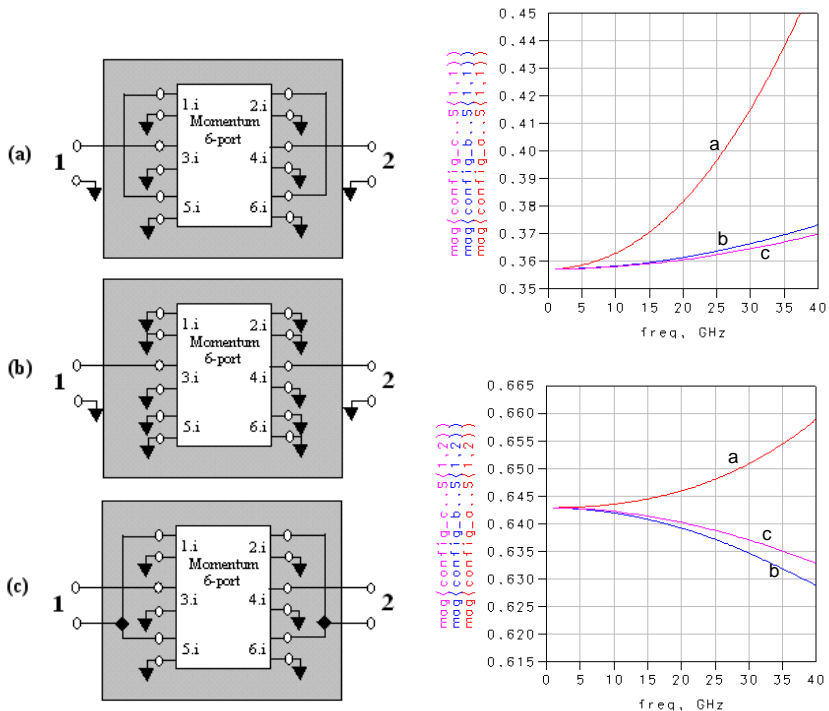 (a)
1
2
1.i
2.i
Momentum
6-port
3.i
4.i
5.i
6.i
(b)
1
2
1.i
2.i
Momentum
6-port
3.i
4.i
5.i
6.i
(c)
1
2
1.i
2.i
Momentum
6-port
3.i
4.i
5.i
6.i
mag(config_c..S(1,1))
mag(config_b..S(1,1))
mag(config_a..S(1,1))
0.45
0.44
0.43
0.42
0.41
0.40
0.39
0.38
0.37
0.36
0.35
a
b
c
0 5 10 15 20 25 30 35 40
freq, GHz
mag(config_c..S(1,2))
mag(config_b..S(1,2))
mag(config_a..S(1,2))
0.665
0.660
0.655
0.650
0.645
0.640
0.635
0.630
0.625
0.620
0.615
a
c
b
0 5 10 15 20 25 30 35 40
freq, GHz